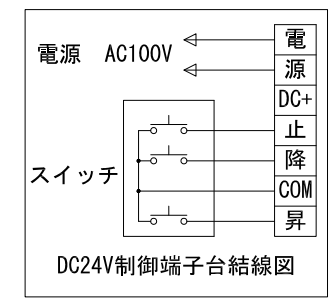 電源 AC100V
電
源
DC+
止
降
COM
昇
スイッチ
DC24V制御端子台結線図